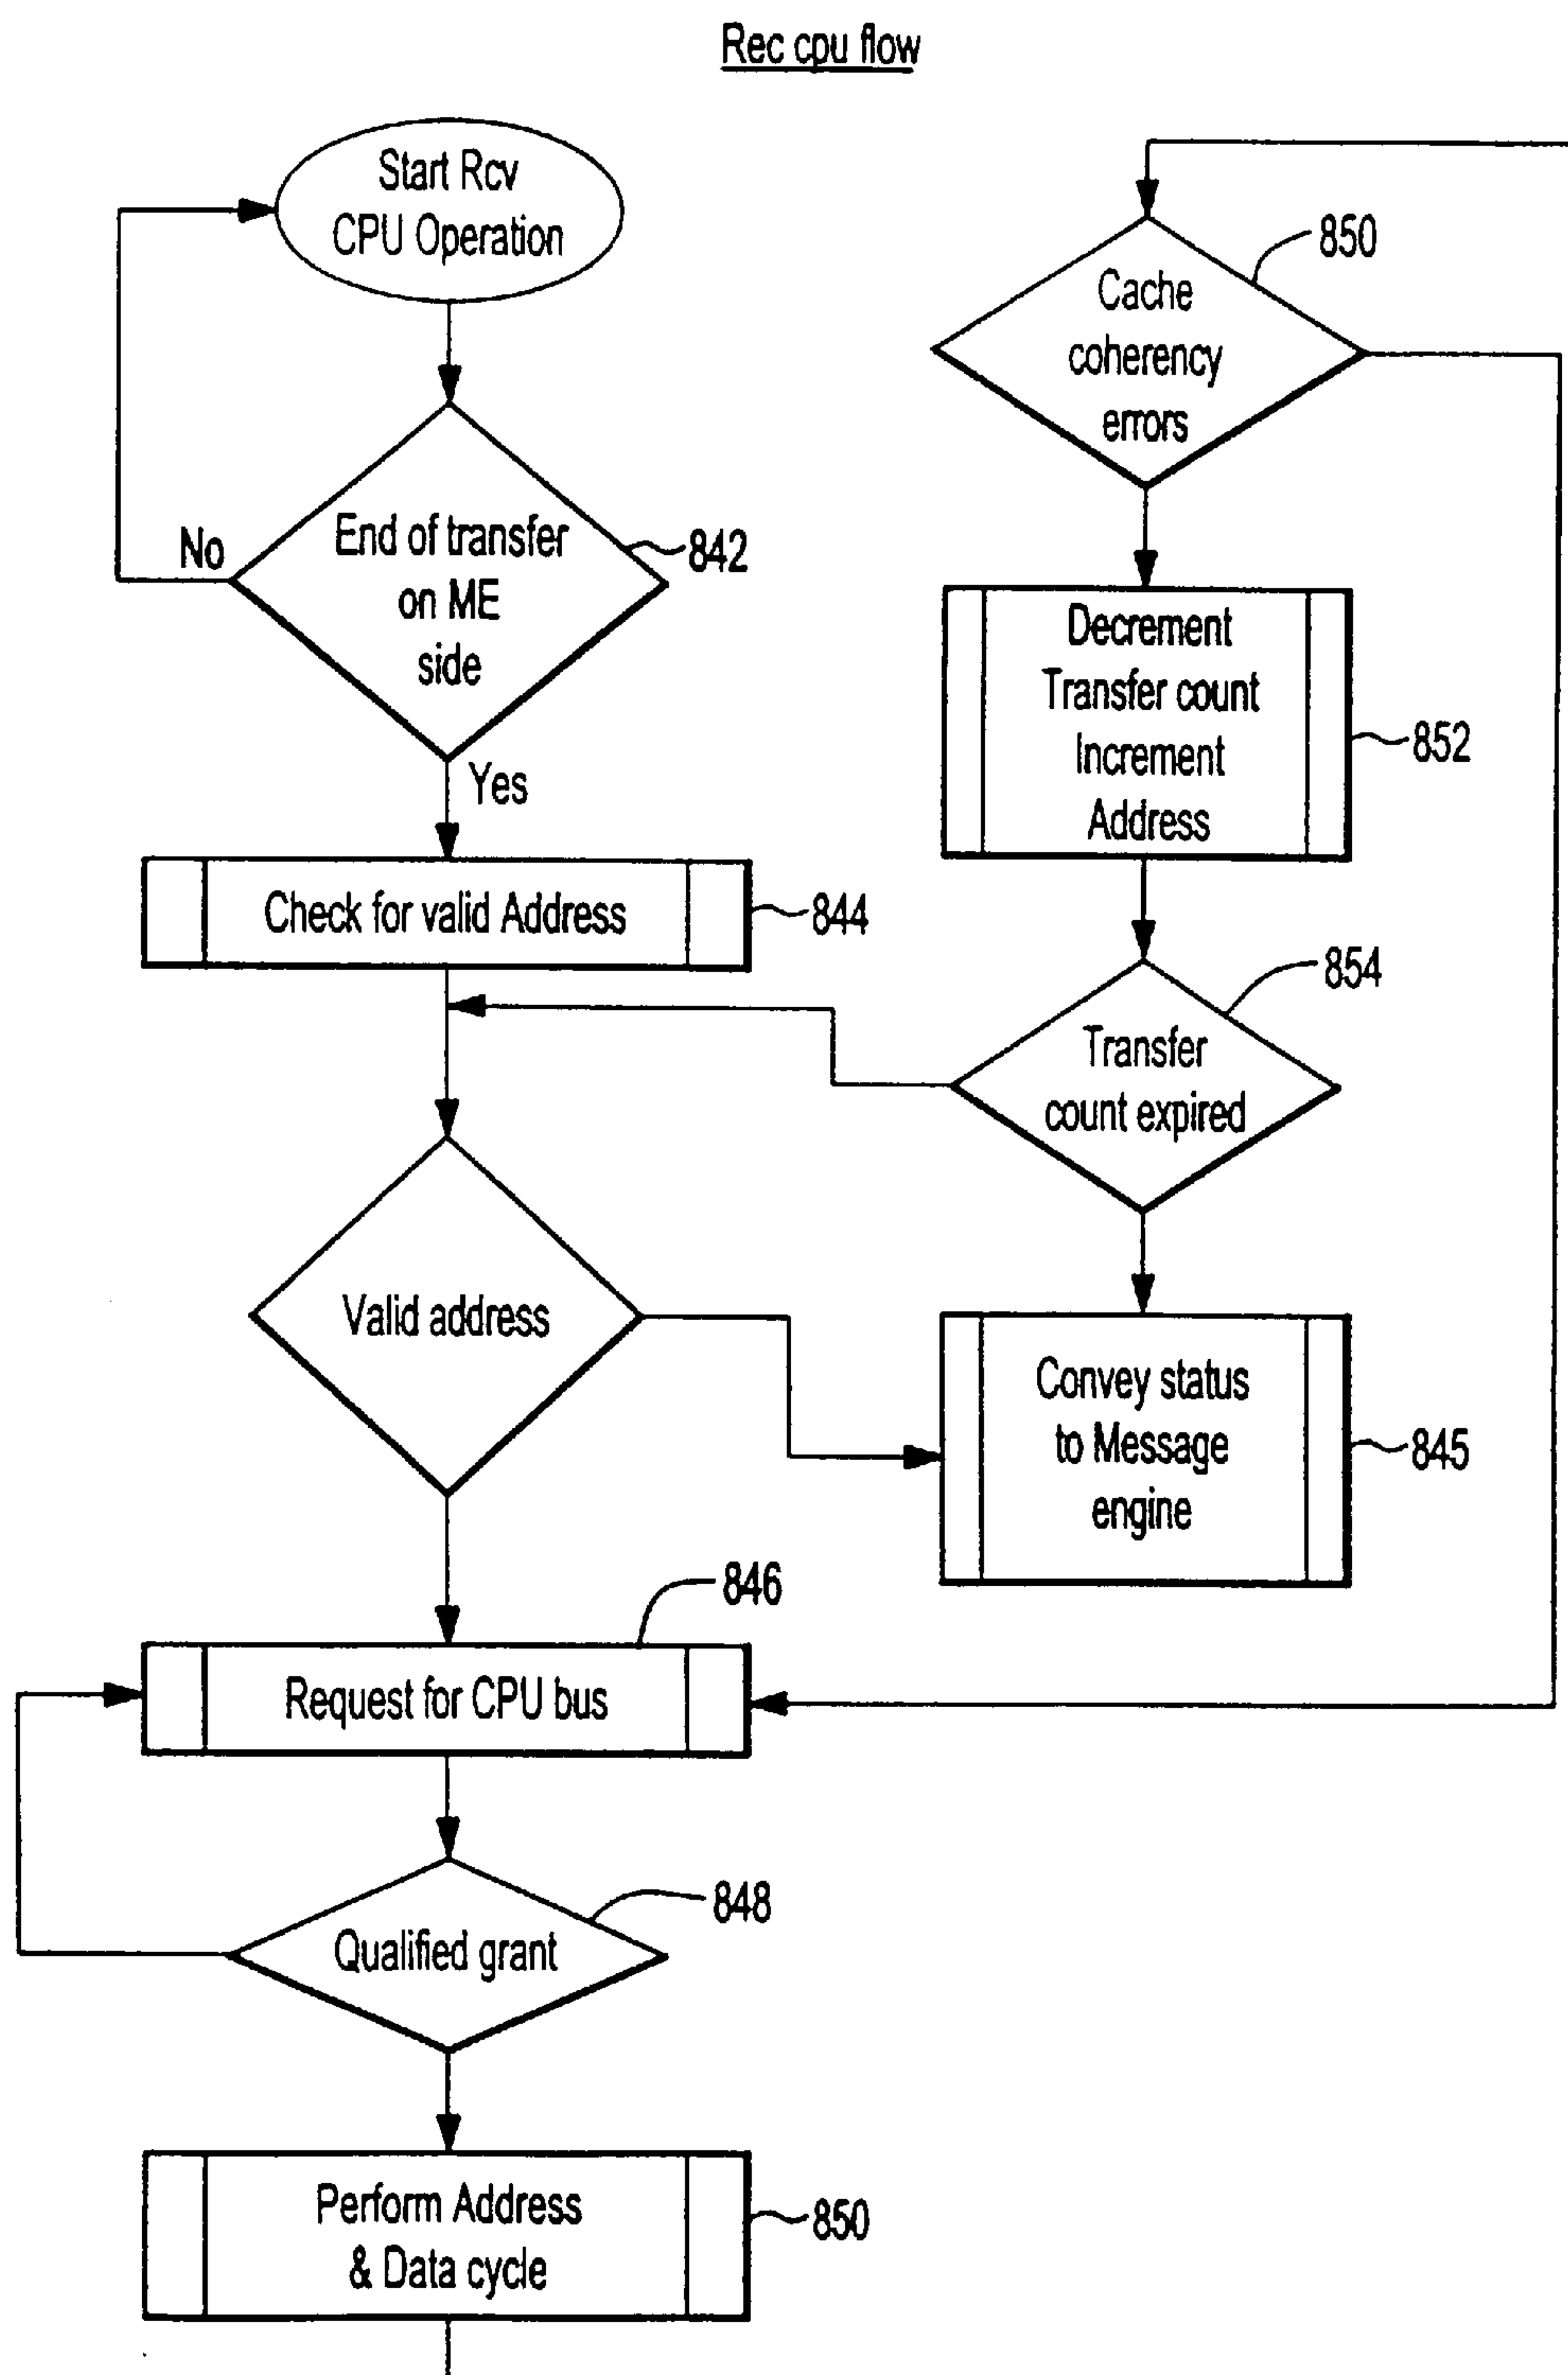 Rec cpu flow
Start Rcv
CPU Operation
No
End of transfer
on ME
side
842
Yes
Check for valid Address
844
Valid address
846
Request for CPU bus
848
Qualified grant
Perform Address
& Data cycle
850
850
Cache
coherency
errors
Decrement
Transfer count
Increment
Address
852
854
Transfer
count expired
Convey status
to Message
engine
845